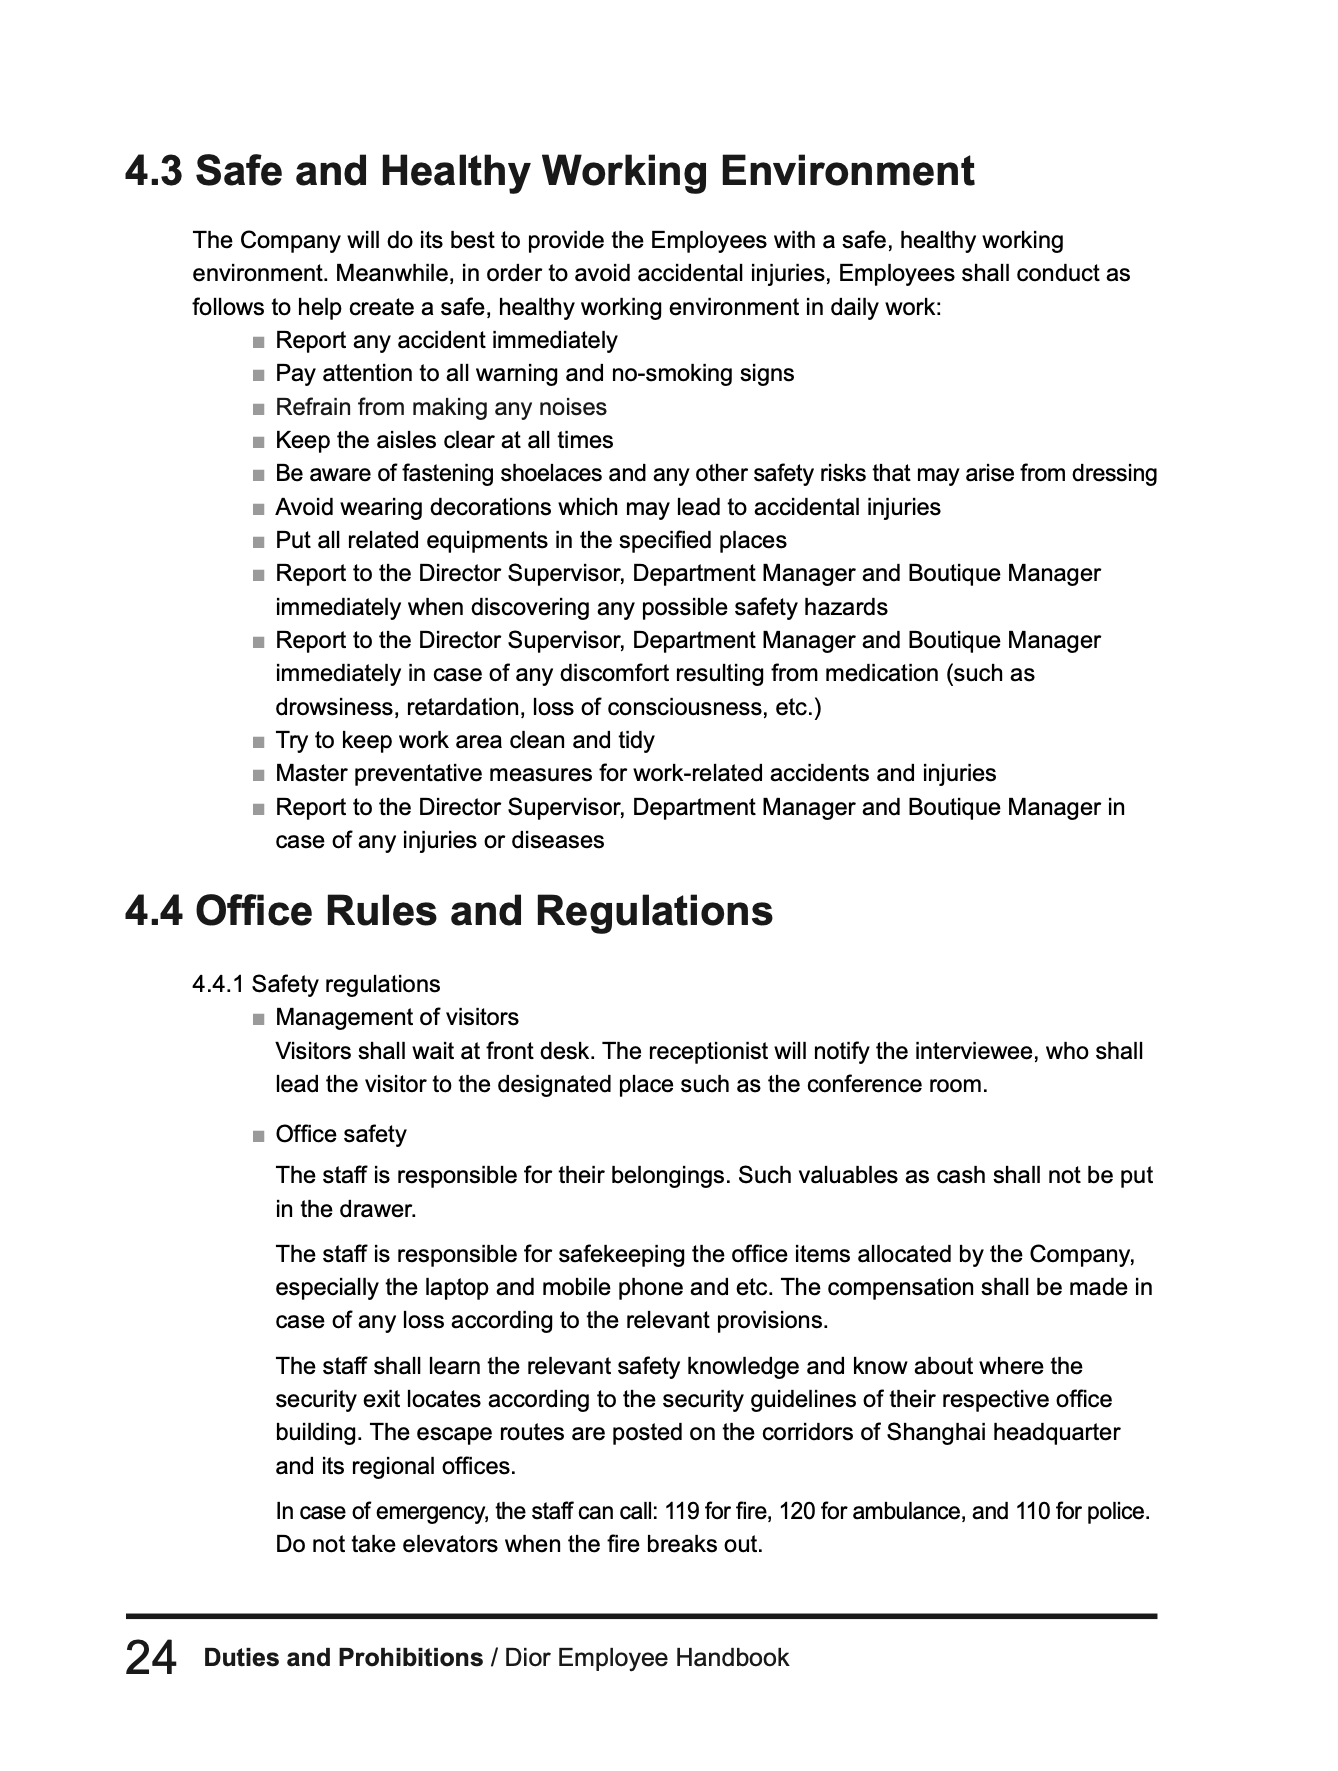 4.3 Safe and Healthy Working Environment
The Company will do its best to provide the Employees with a safe, healthy working
environment. Meanwhile, in order to avoid accidental injuries, Employees shall conduct as
follows to help create a safe, healthy working environment in daily work:
■ Report any accident immediately
■ Pay attention to all warning and no-smoking signs
■ Refrain from making any noises
■ Keep the aisles clear at all times
■ Be aware of fastening shoelaces and any other safety risks that may arise from dressing
■ Avoid wearing decorations which may lead to accidental injuries
■ Put all related equipments in the specified places
■ Report to the Director Supervisor, Department Manager and Boutique Manager
immediately when discovering any possible safety hazards
■ Report to the Director Supervisor, Department Manager and Boutique Manager
immediately in case of any discomfort resulting from medication (such as
drowsiness, retardation, loss of consciousness, etc.)
■ Try to keep work area clean and tidy
■ Master preventative measures for work-related accidents and injuries
■ Report to the Director Supervisor, Department Manager and Boutique Manager in
case of any injuries or diseases
4.4 Office Rules and Regulations
4.4.1 Safety regulations
■ Management of visitors
Visitors shall wait at front desk. The receptionist will notify the interviewee, who shall
lead the visitor to the designated place such as the conference room.
■ Office safety
The staff is responsible for their belongings. Such valuables as cash shall not be put
in the drawer.
The staff is responsible for safekeeping the office items allocated by the Company,
especially the laptop and mobile phone and etc. The compensation shall be made in
case of any loss according to the relevant provisions.
The staff shall learn the relevant safety knowledge and know about where the
security exit locates according to the security guidelines of their respective office
building. The escape routes are posted on the corridors of Shanghai headquarter
and its regional offices.
In case of emergency, the staff can call: 119 for fire, 120 for ambulance, and 110 for police.
Do not take elevators when the fire breaks out.
24 Duties and Prohibitions / Dior Employee Handbook